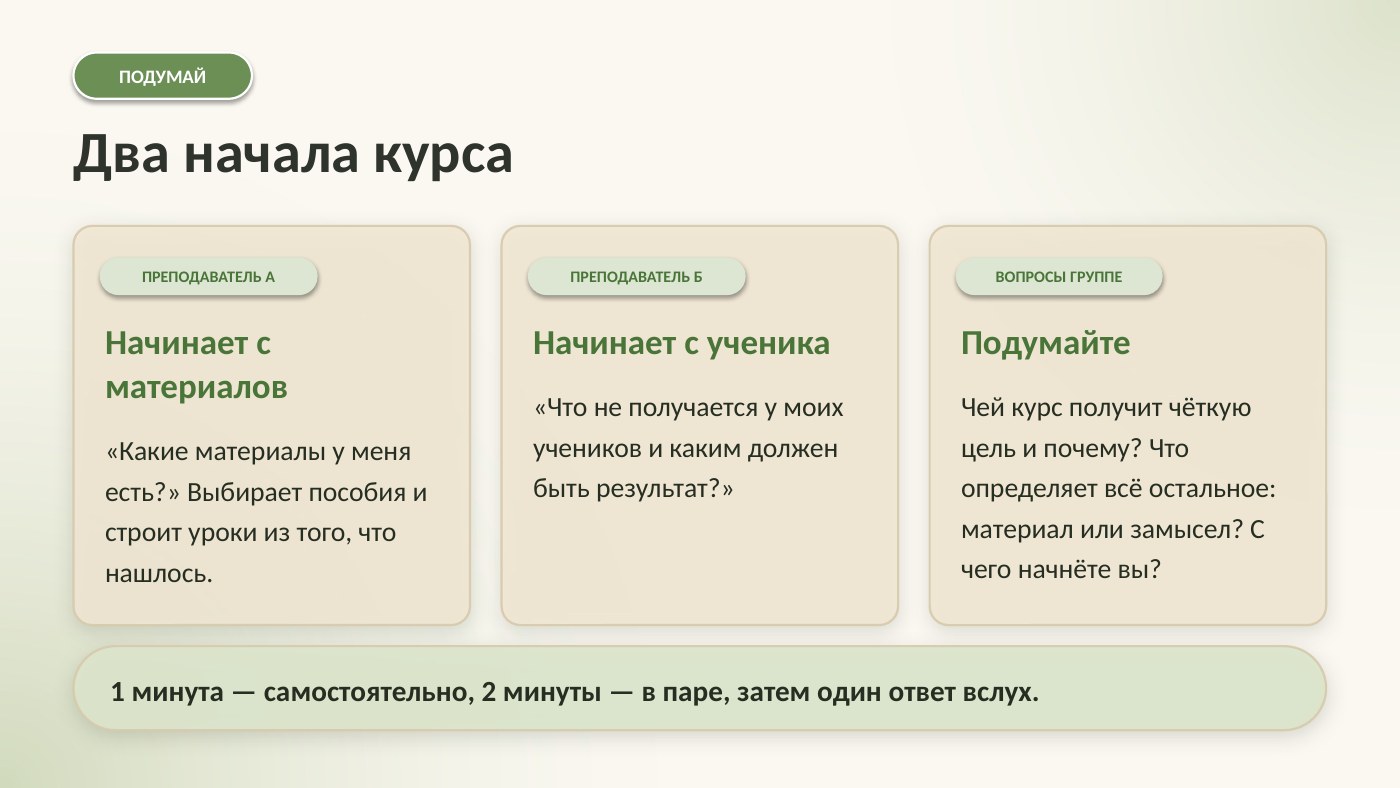 ПОДУМАЙ
Два начала курса
ПРЕПОДАВАТЕЛЬ А
Начинает с
материалов
«Какие материалы у меня
есть?» Выбирает пособия и
строит уроки из того, что
нашлось.
ПРЕПОДАВАТЕЛЬ Б
Начинает с ученика
«Что не получается у моих
учеников и каким должен
быть результат?»
ВОПРОСЫ ГРУППЕ
Подумайте
Чей курс получит чёткую
цель и почему? Что
определяет всё остальное:
материал или замысел? С
чего начнёте вы?
1 минута — самостоятельно, 2 минуты — в паре, затем один ответ вслух.